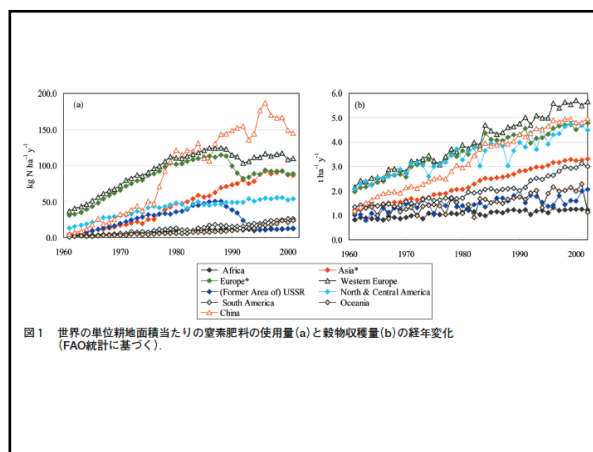 (a)
(b)
kg N ha⁻¹ y⁻¹
200.0
150.0
100.0
50.0
0.0
1960
1970
1980
1990
2000
t ha⁻¹ y⁻¹
6.0
5.0
4.0
3.0
2.0
1.0
0.0
1960
1970
1980
1990
2000
Africa
Asia*
Europe*
Western Europe
(Former Area of) USSR
North & Central America
South America
Oceania
China
図1 世界の単位耕地面積当たりの窒素肥料の使用量(a)と穀物収穫量(b)の経年変化
(FAO統計に基づく).